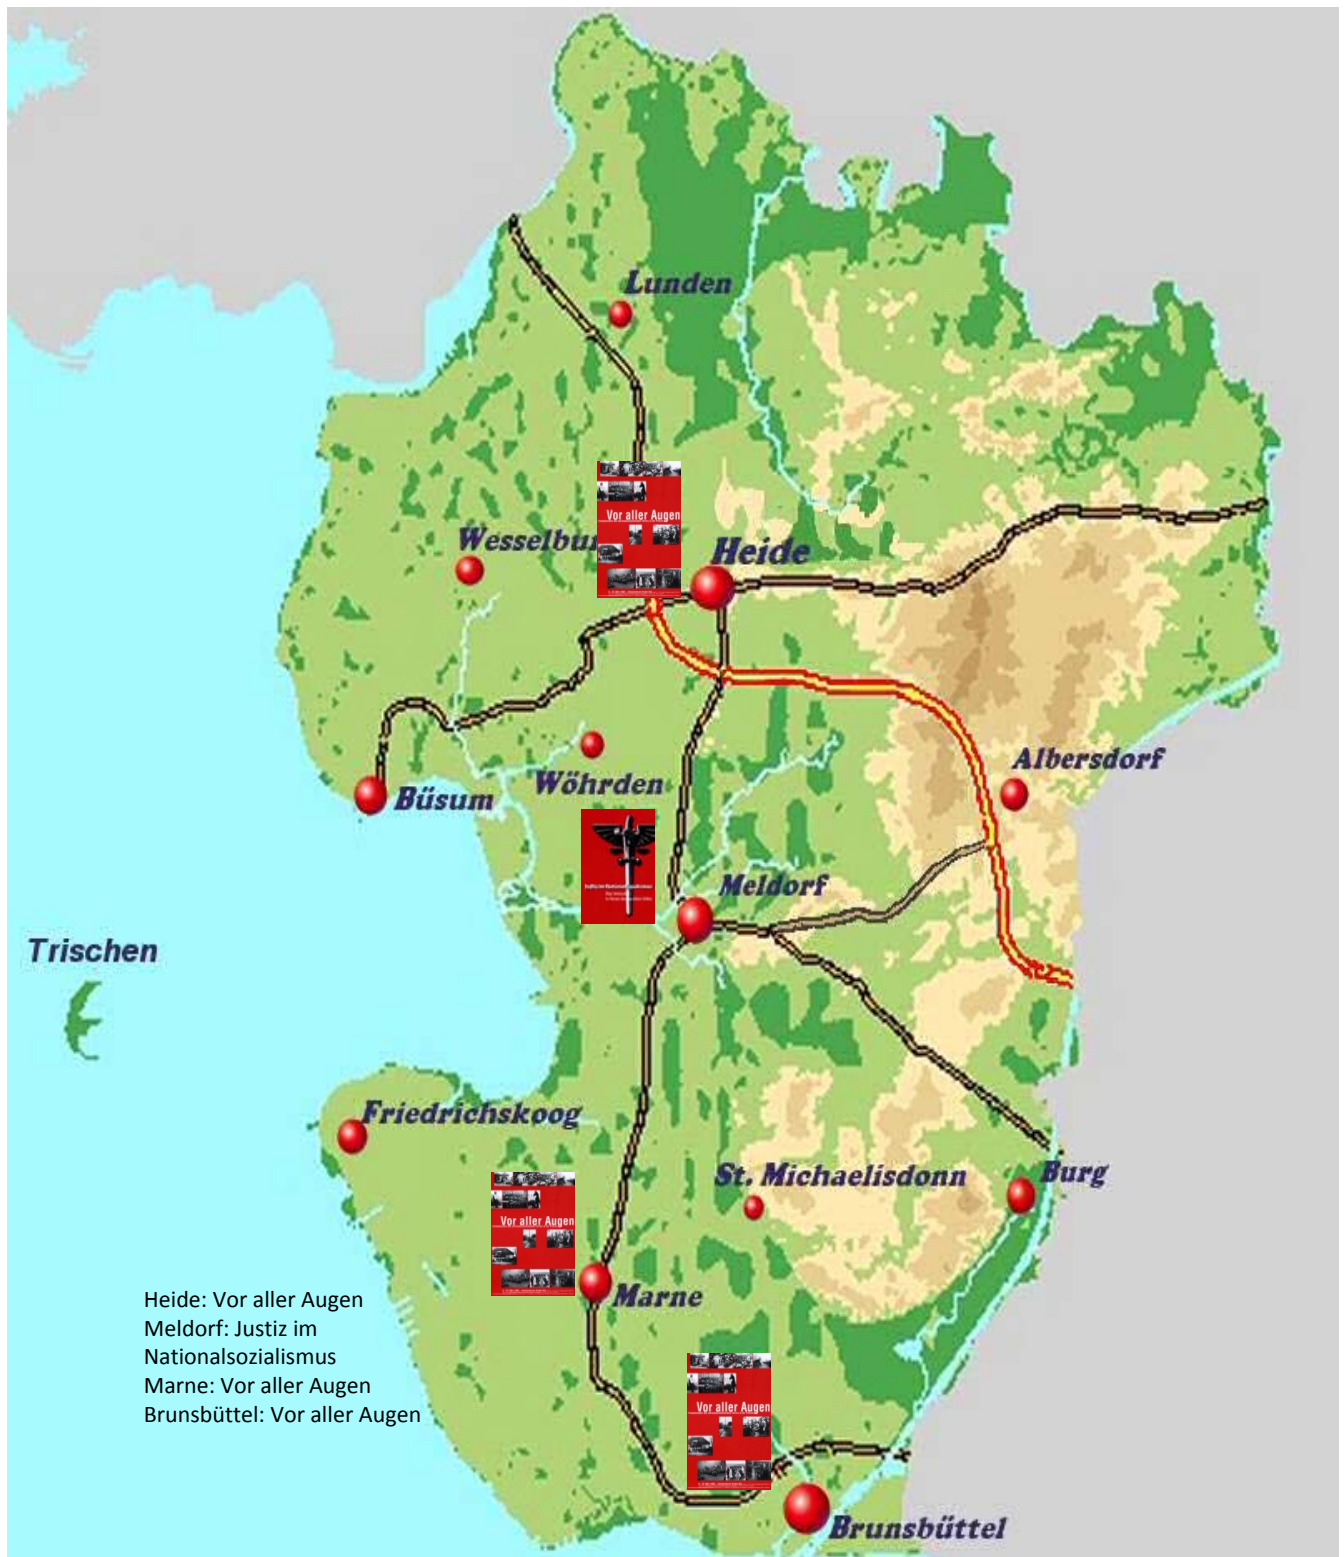 Lunden
Vor aller Augen
Wesselbur
Heide
Albersdorf
Wöhrden
Büsum
Meldorf
Trischen
Friedrichskoog
St. Michaelisdonn
Burg
Vor aller Augen
Marne
Heide: Vor aller Augen
Meldorf: Justiz im
Nationalsozialismus
Marne: Vor aller Augen
Brunsbüttel: Vor aller Augen
Vor aller Augen
Brunsbüttel